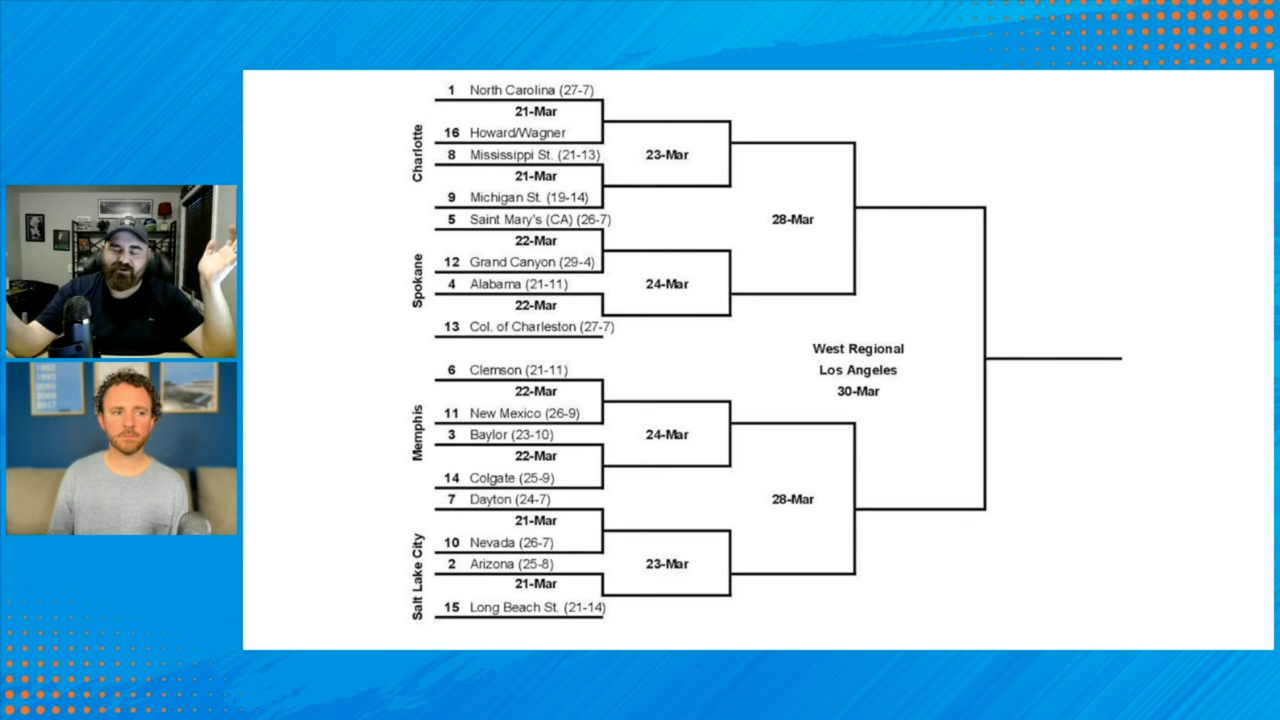 1 North Carolina (27-7)
21-Mar
16 Howard/Wagner
23-Mar
8 Mississippi St. (21-13)
21-Mar
9 Michigan St. (19-14)
Charlotte
28-Mar
5 Saint Mary's (CA) (26-7)
22-Mar
12 Grand Canyon (29-4)
24-Mar
4 Alabama (21-11)
22-Mar
13 Col. of Charleston (27-7)
Spokane
West Regional
Los Angeles
30-Mar
6 Clemson (21-11)
22-Mar
11 New Mexico (26-9)
24-Mar
3 Baylor (23-10)
22-Mar
14 Colgate (25-9)
Memphis
28-Mar
7 Dayton (24-7)
21-Mar
10 Nevada (26-7)
23-Mar
2 Arizona (25-8)
21-Mar
15 Long Beach St. (21-14)
Salt Lake City